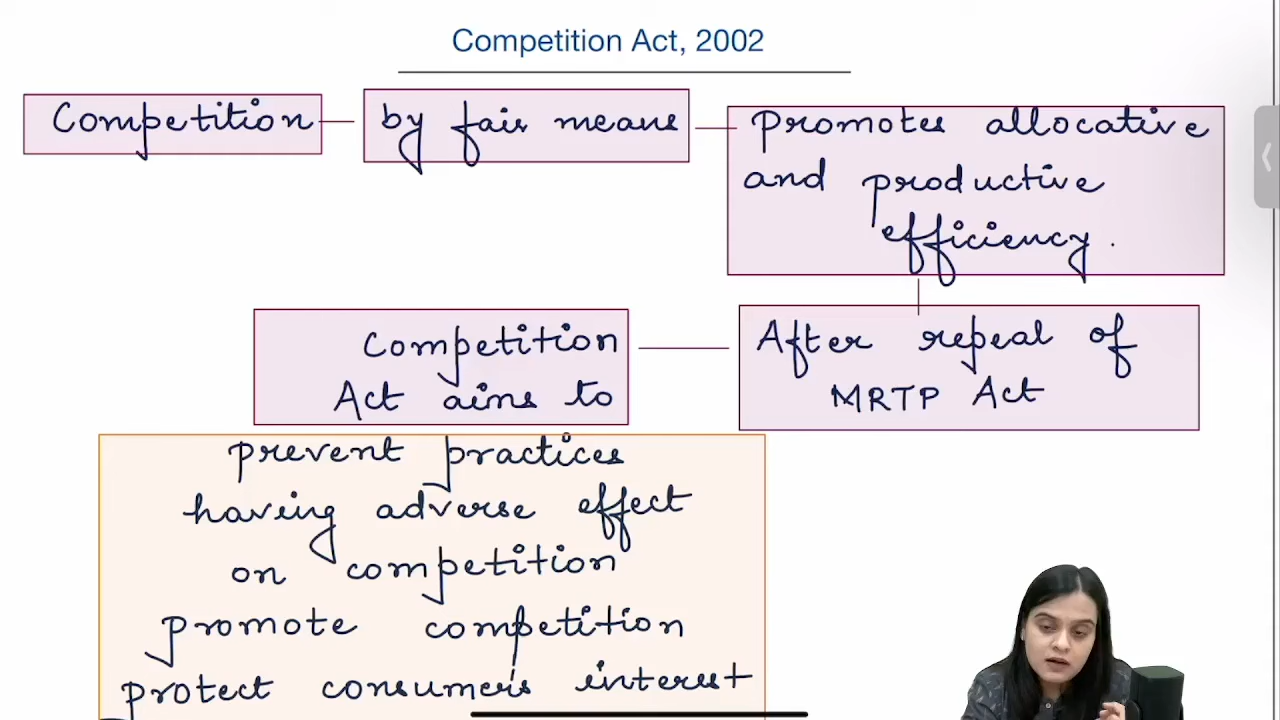 Competition Act, 2002
Competition
by fair means
promotes allocative
and productive
efficiency.
After repeal of
MRTP Act
Competition
Act aims to
prevent practices
having adverse effect
on competition
promote competition
protect consumers interest